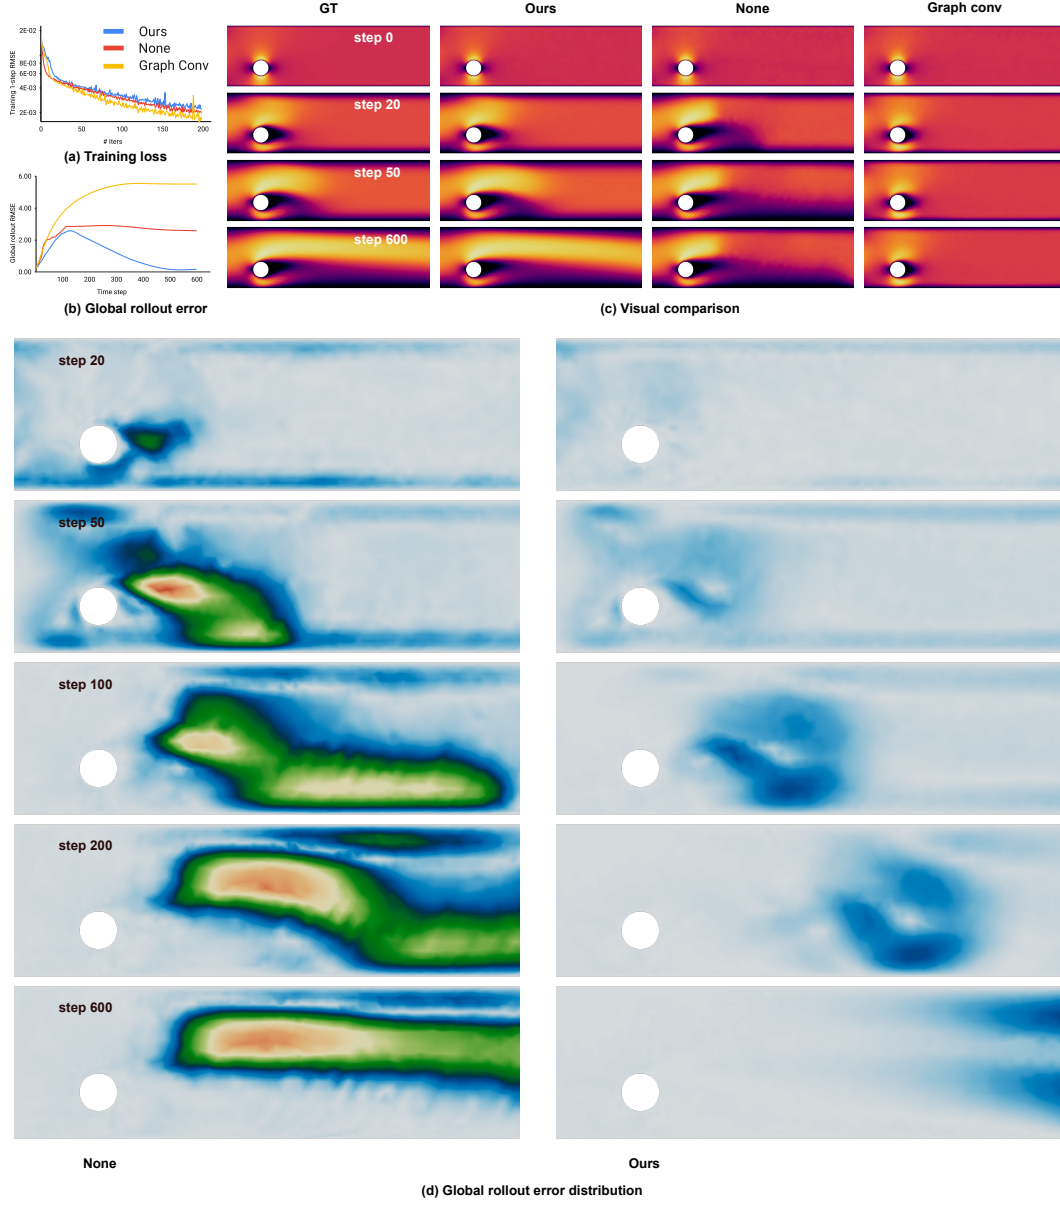 GT
Ours
None
Graph conv
2E-02
8E-03
6E-03
4E-03
2E-03
Training 1-step RMSE
0
50
100
150
200
# Iters
Ours
None
Graph Conv
(a) Training loss
6.00
4.00
2.00
0.00
Global rollout RMSE
100
200
300
400
500
600
Time step
(b) Global rollout error
step 0
step 20
step 50
step 600
(c) Visual comparison
step 20
step 50
step 100
step 200
step 600
None
Ours
(d) Global rollout error distribution